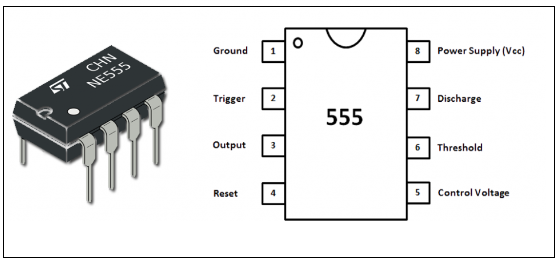 CHN
NE555
ST
Ground 1
Trigger 2
Output 3
Reset 4
555
8 Power Supply (Vcc)
7 Discharge
6 Threshold
5 Control Voltage